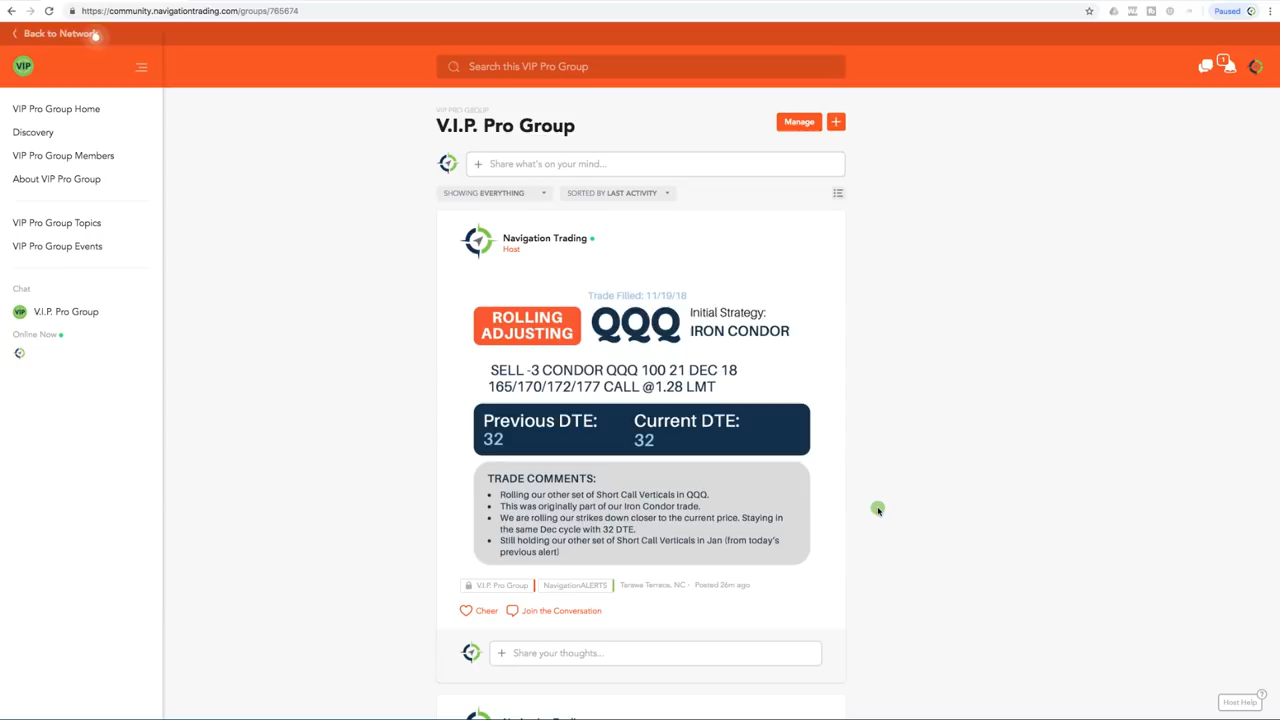 https://community.navigationtrading.com/groups/765674
Paused
Back to Network
VIP
Search this VIP Pro Group
1
VIP Pro Group Home
Discovery
VIP Pro Group Members
About VIP Pro Group
VIP Pro Group Topics
VIP Pro Group Events
Chat
VIP
V.I.P. Pro Group
Online Now
VIP PRO GROUP
V.I.P. Pro Group
Manage
+
+ Share what's on your mind...
SHOWING EVERYTHING
SORTED BY LAST ACTIVITY
Navigation Trading
Host
Trade Filled: 11/19/18
ROLLING
ADJUSTING
QQQ
Initial Strategy:
IRON CONDOR
SELL -3 CONDOR QQQ 100 21 DEC 18
165/170/172/177 CALL @1.28 LMT
Previous DTE:
32
Current DTE:
32
TRADE COMMENTS:
• Rolling our other set of Short Call Verticals in QQQ.
• This was originally part of our Iron Condor trade.
• We are rolling our strikes down closer to the current price. Staying in
the same Dec cycle with 32 DTE.
• Still holding our other set of Short Call Verticals in Jan (from today's
previous alert)
V.I.P. Pro Group
NavigationALERTS
Tarawa Terrace, NC · Posted 26m ago
Cheer
Join the Conversation
+ Share your thoughts...
Host Help
?